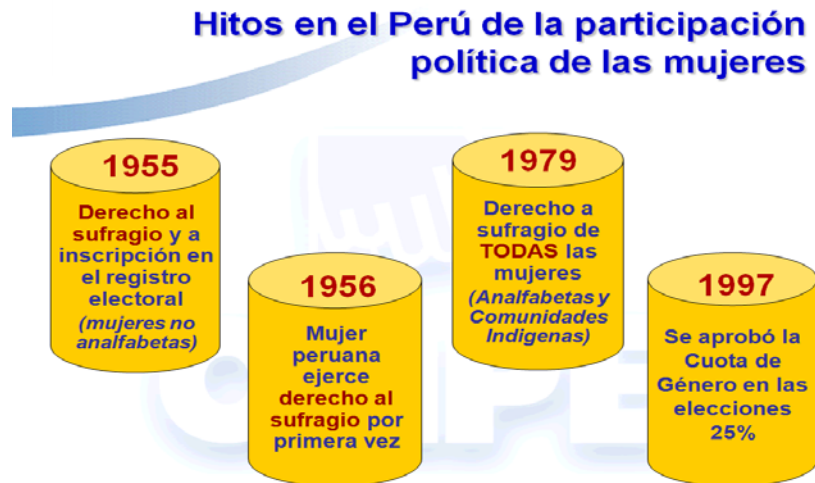 Hitos en el Perú de la participación
política de las mujeres
1955
Derecho al
sufragio y a
inscripción en
el registro
electoral
(mujeres no
analfabetas)
1956
Mujer
peruana
ejerce
derecho al
sufragio por
primera vez
1979
Derecho a
sufragio de
TODAS las
mujeres
(Analfabetas y
Comunidades
Indigenas)
1997
Se aprobó la
Cuota de
Género en las
elecciones
25%